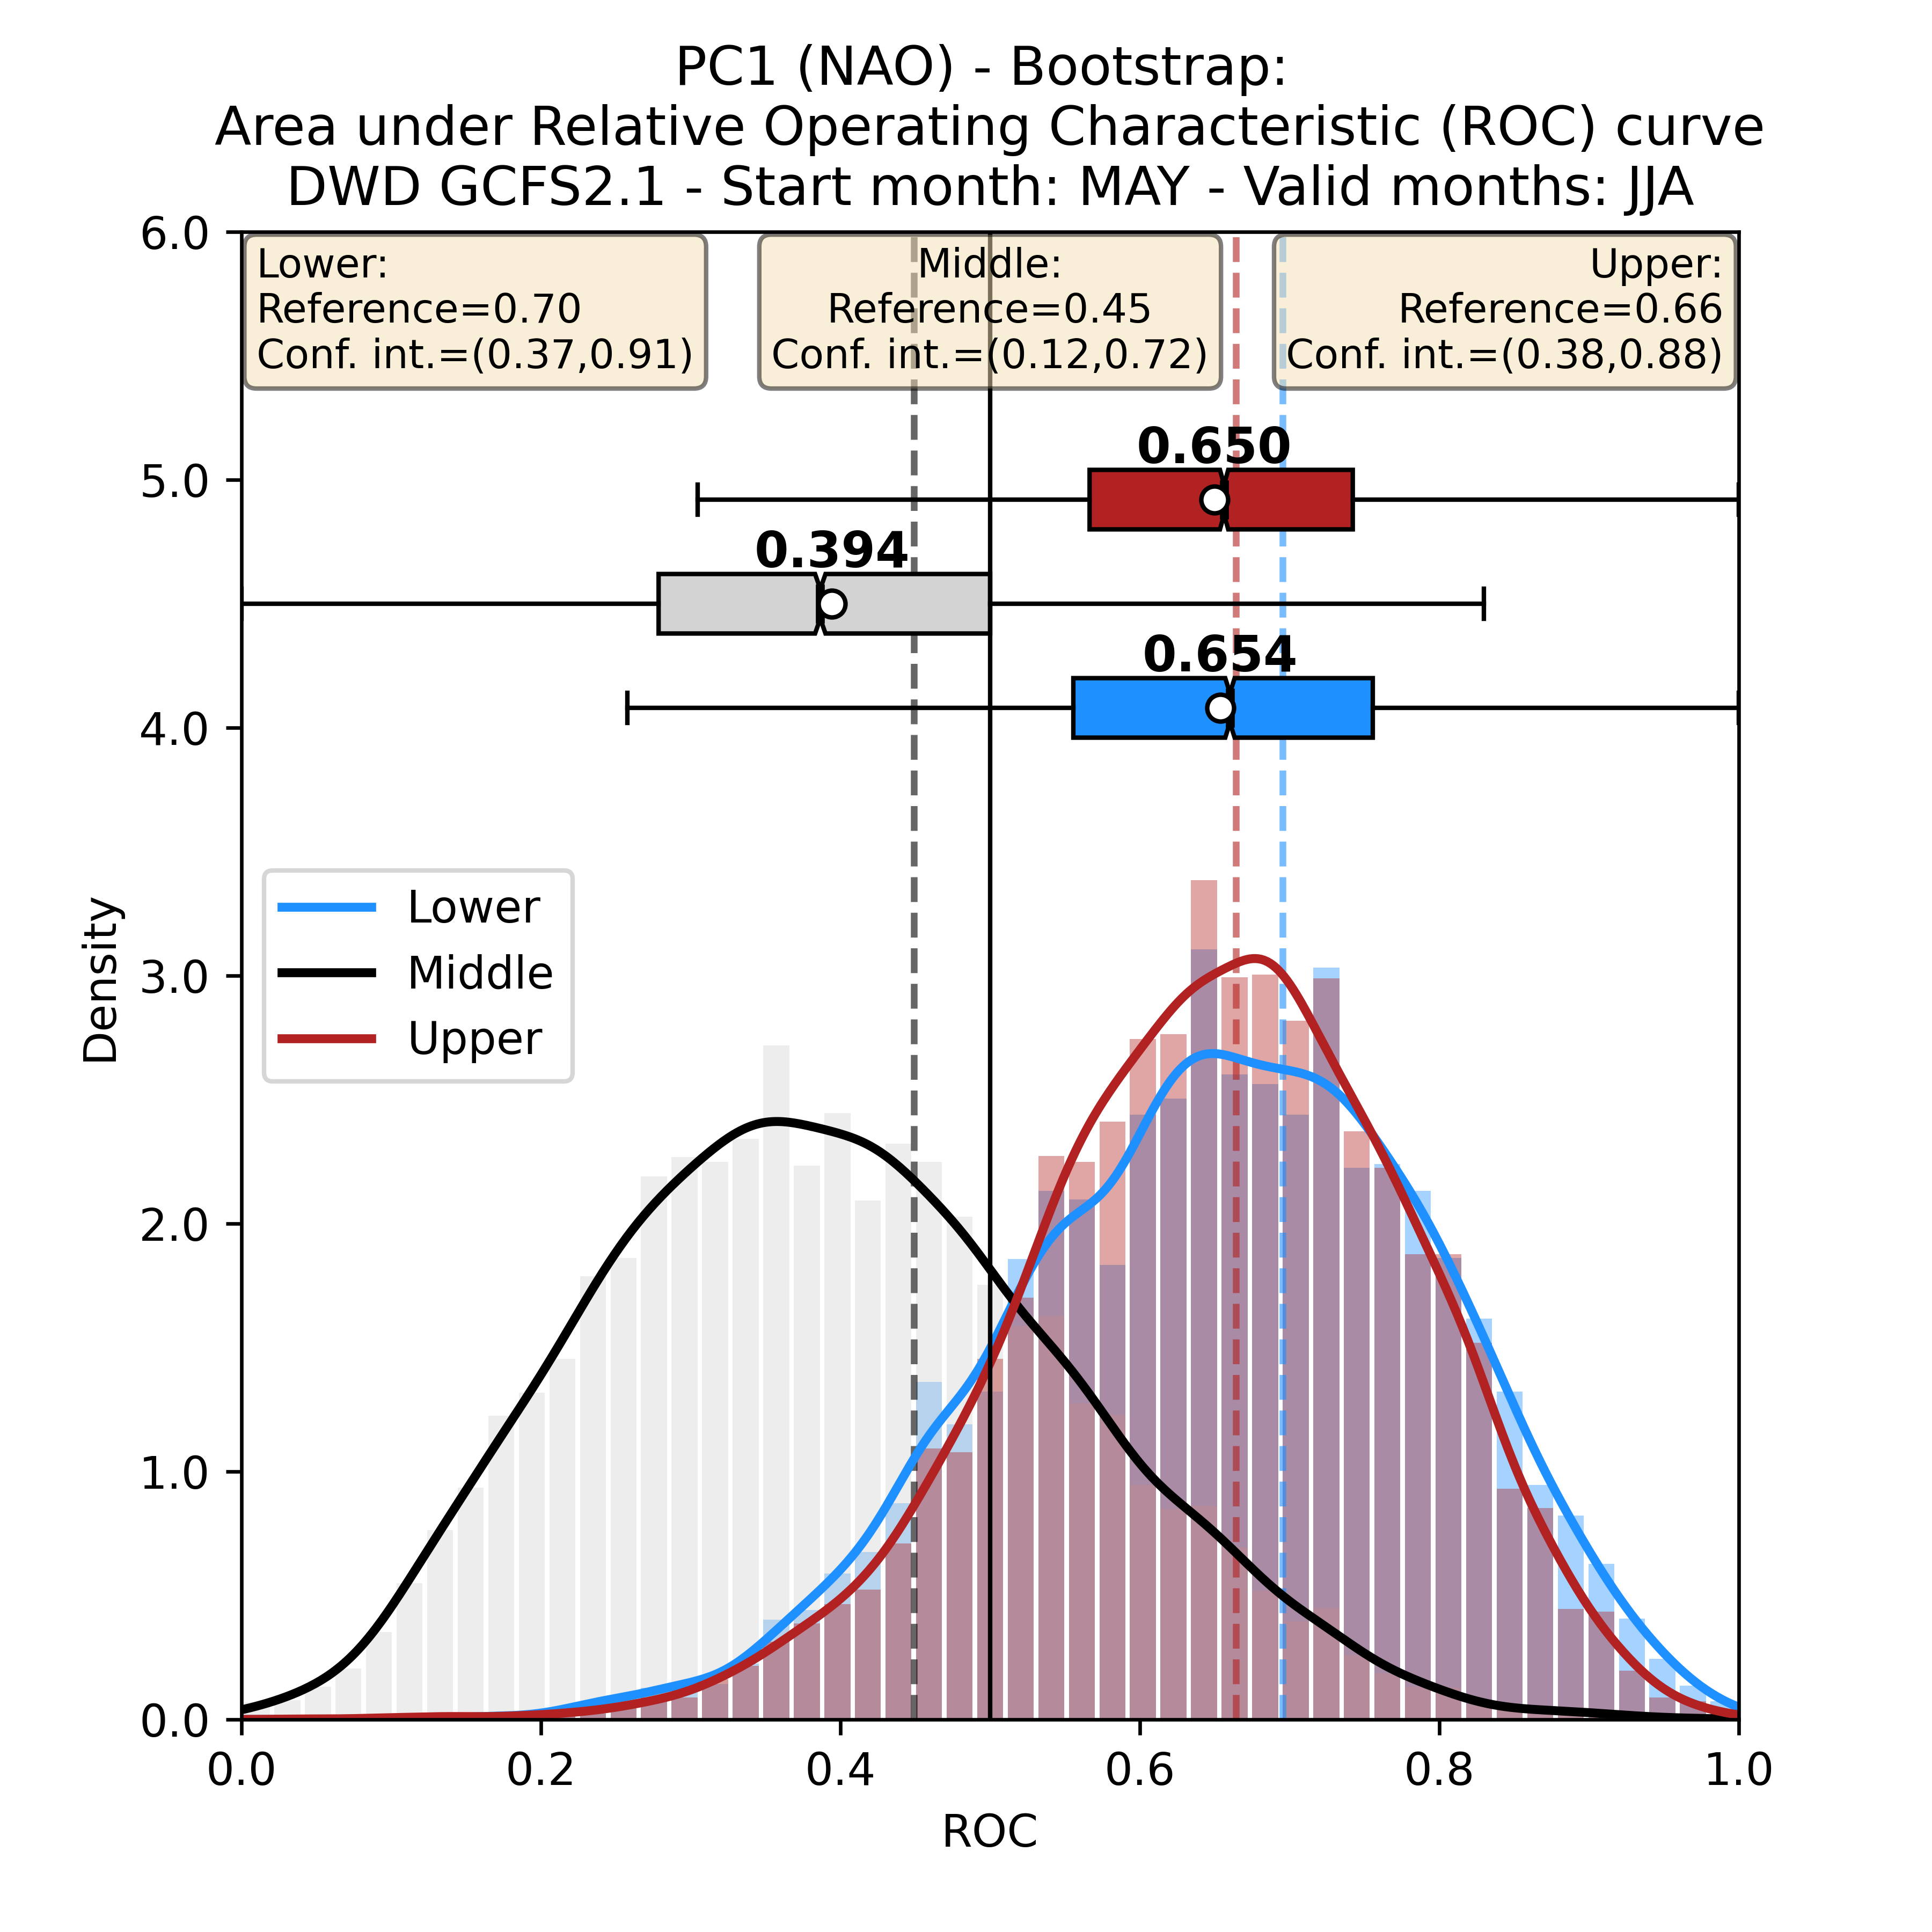 PC1 (NAO) - Bootstrap:
Area under Relative Operating Characteristic (ROC) curve
DWD GCFS2.1 - Start month: MAY - Valid months: JJA
6.0
Lower:
Reference=0.70
Conf. int.=(0.37,0.91)
Middle:
Reference=0.45
Conf. int.=(0.12,0.72)
Upper:
Reference=0.66
Conf. int.=(0.38,0.88)
0.650
5.0
0.394
0.654
4.0
Lower
Middle
Upper
Density
3.0
2.0
1.0
0.0
0.0 0.2 0.4 0.6 0.8 1.0
ROC